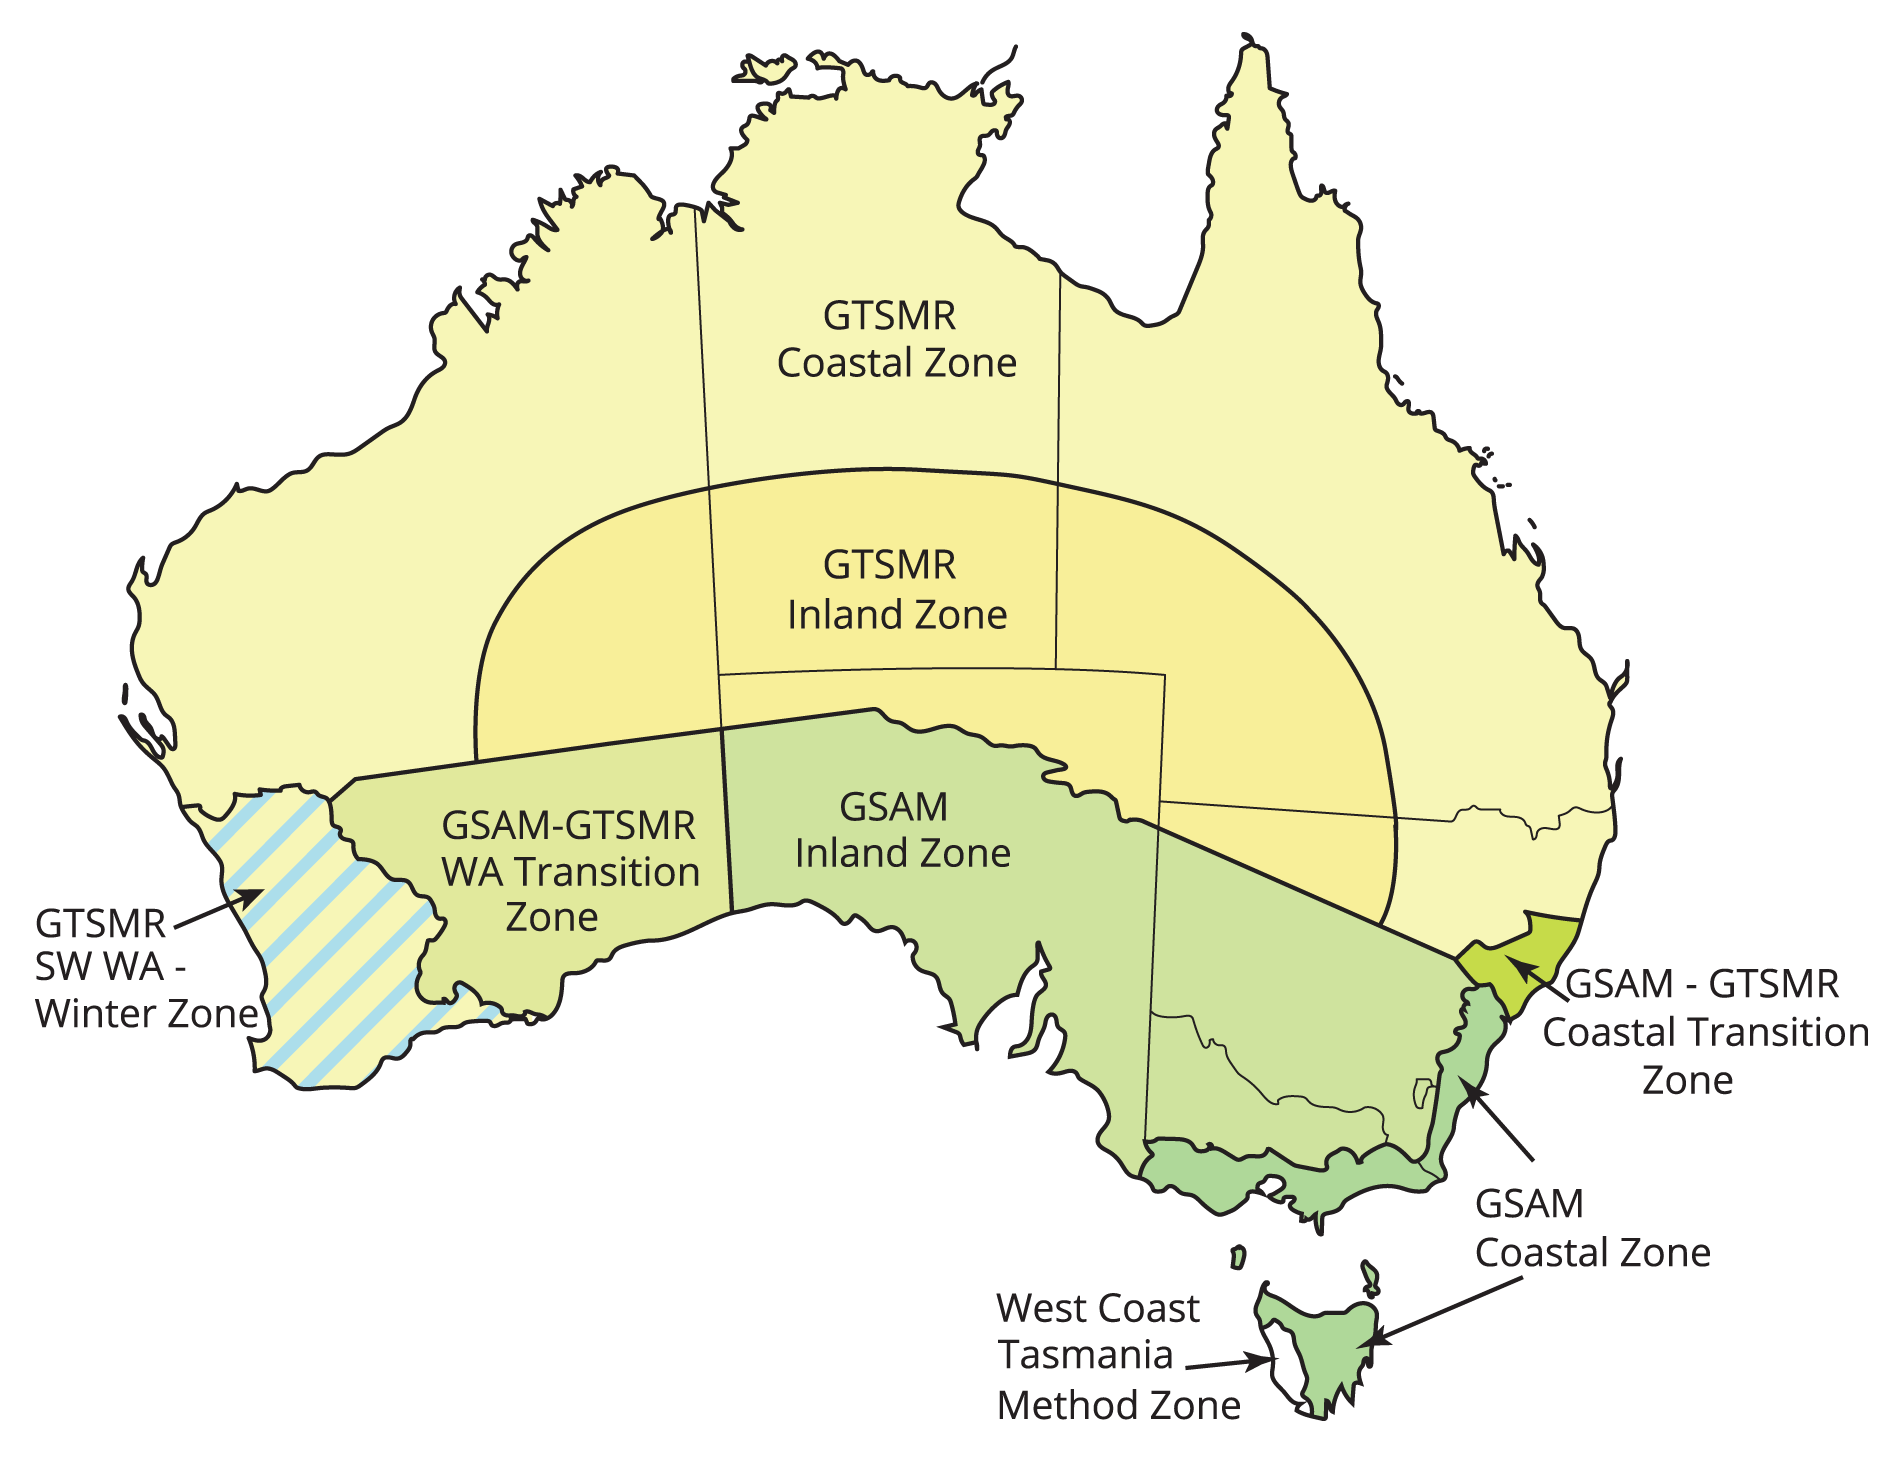 GTSMR
Coastal Zone
GTSMR
Inland Zone
GSAM-GTSMR
WA Transition
Zone
GSAM
Inland Zone
GTSMR
SW WA -
Winter Zone
GSAM - GTSMR
Coastal Transition
Zone
GSAM
Coastal Zone
West Coast
Tasmania
Method Zone